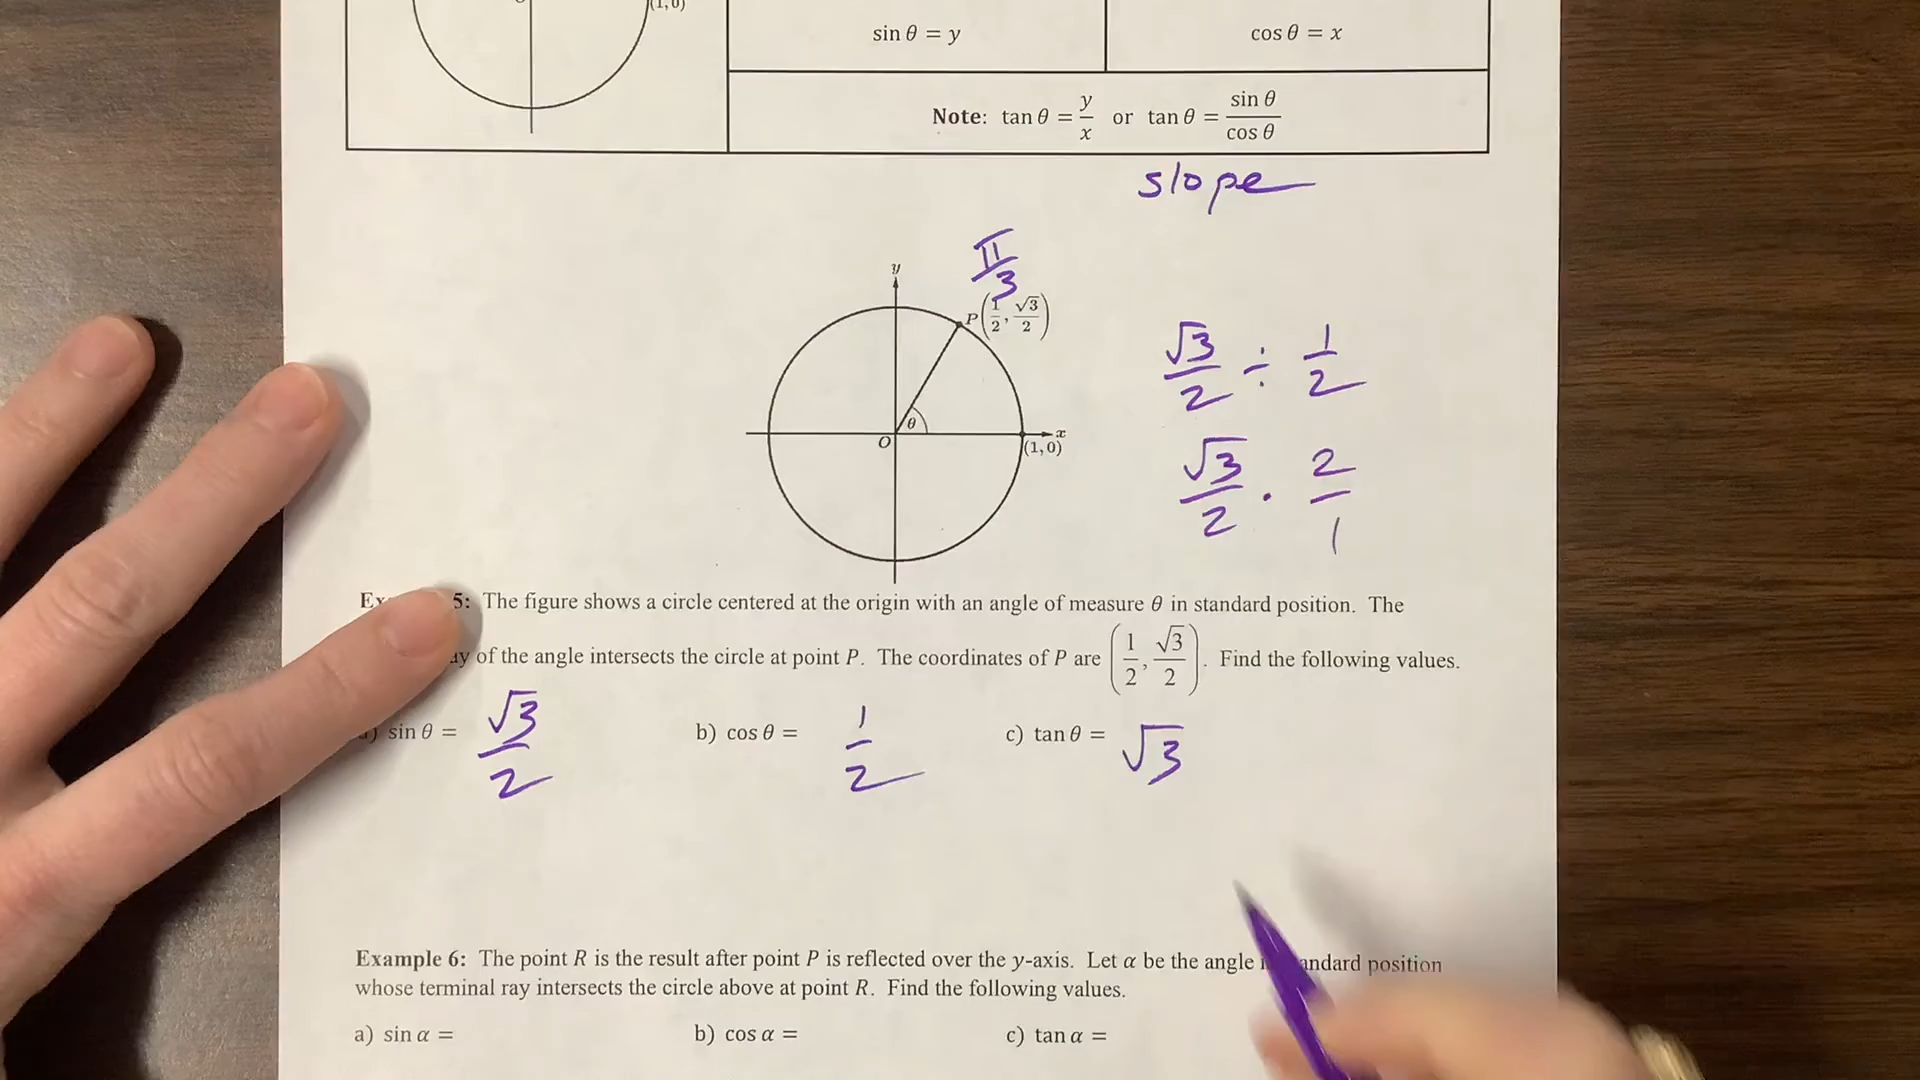 (1,0)
sin θ = y
cos θ = x
Note: tan θ = y/x or tan θ = sin θ/cos θ
slope
π/3
y
P(1/2, √3/2)
θ
O
x
(1,0)
√3/2 ÷ 1/2
√3/2 · 2/1
5: The figure shows a circle centered at the origin with an angle of measure θ in standard position. The
of the angle intersects the circle at point P. The coordinates of P are (1/2, √3/2). Find the following values.
) sin θ = √3/2
b) cos θ = 1/2
c) tan θ = √3
Example 6: The point R is the result after point P is reflected over the y-axis. Let α be the angle position
whose terminal ray intersects the circle above at point R. Find the following values.
a) sin α =
b) cos α =
c) tan α =